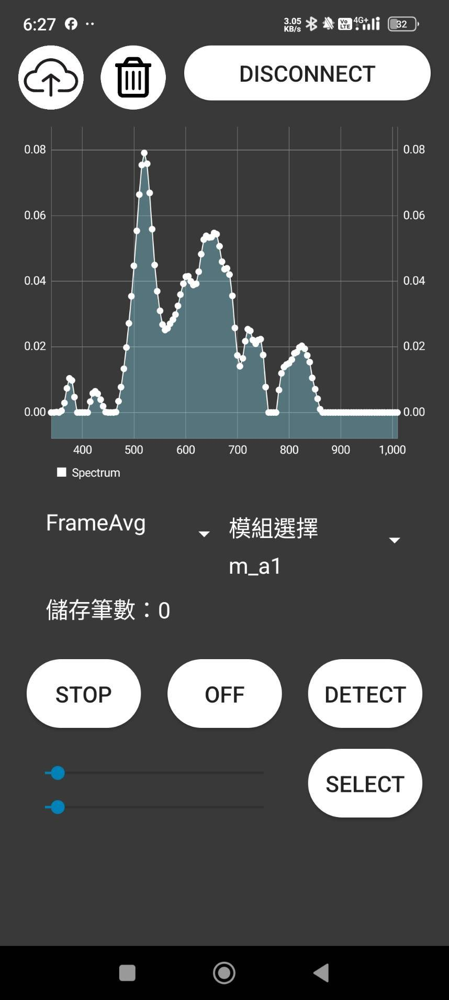 6:27
3.05 KB/s Vo LTE 4G+ 32
DISCONNECT
0.08 0.08
0.06 0.06
0.04 0.04
0.02 0.02
0.00 0.00
400 500 600 700 800 900 1,000
Spectrum
FrameAvg
模組選擇
m_a1
儲存筆數：0
STOP OFF DETECT
SELECT